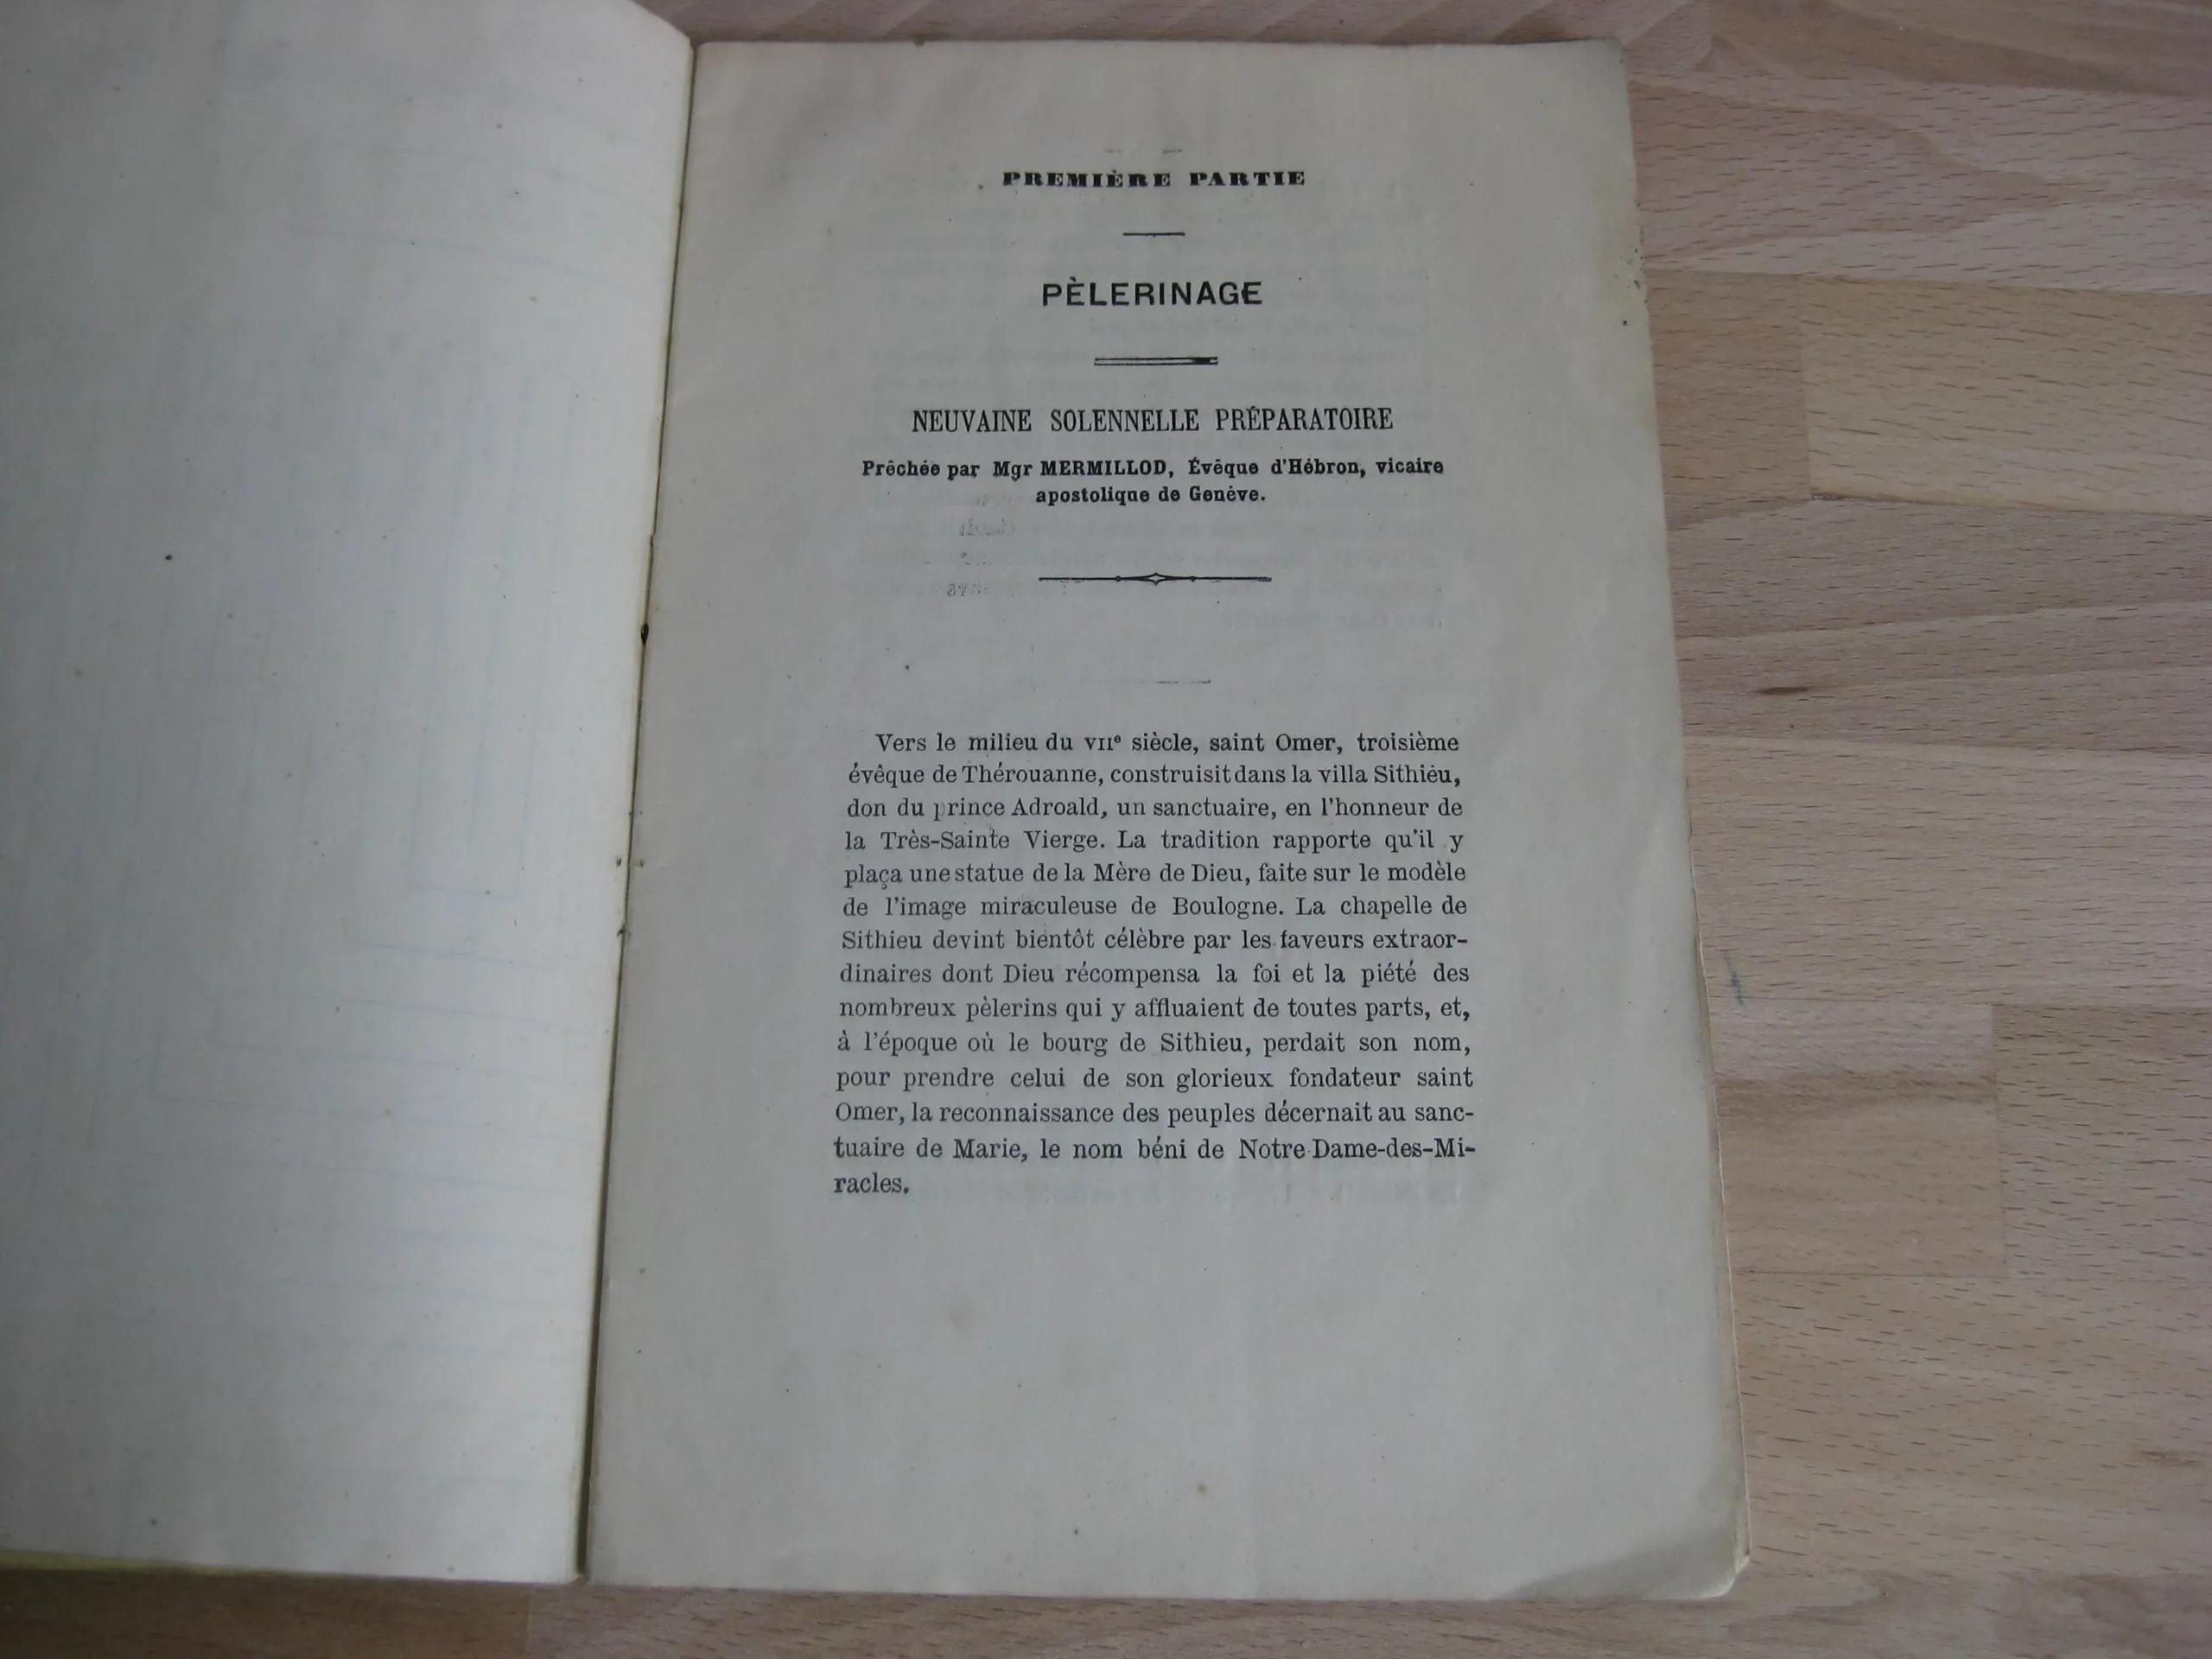 PREMIÈRE PARTIE
PÈLERINAGE
NEUVAINE SOLENNELLE PRÉPARATOIRE
Prêchée par Mgr MERMILLOD, Évêque d'Hébron, vicaire
apostolique de Genève.
Vers le milieu du VIIe siècle, saint Omer, troisième
évêque de Thérouanne, construisit dans la villa Sithiéu,
don du prince Adroald, un sanctuaire, en l'honneur de
la Très-Sainte Vierge. La tradition rapporte qu'il y
plaça une statue de la Mère de Dieu, faite sur le modèle
de l'image miraculeuse de Boulogne. La chapelle de
Sithieu devint bientôt célèbre par les faveurs extraor-
dinaires dont Dieu récompensa la foi et la piété des
nombreux pèlerins qui y affluaient de toutes parts, et,
à l'époque où le bourg de Sithieu, perdait son nom,
pour prendre celui de son glorieux fondateur saint
Omer, la reconnaissance des peuples décernait au sanc-
tuaire de Marie, le nom béni de Notre-Dame-des-Mi-
racles.